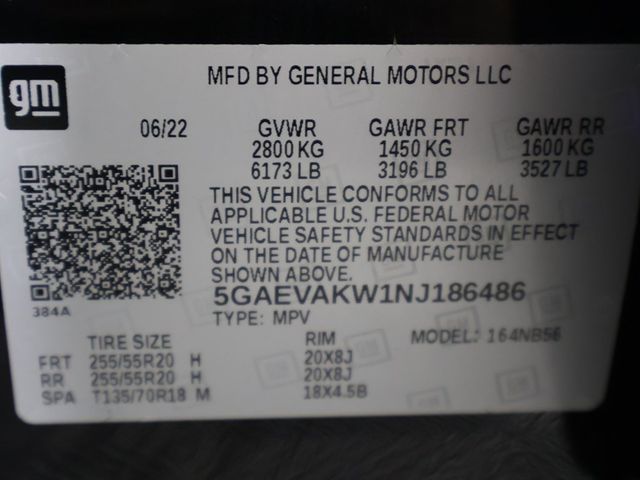 gm
MFD BY GENERAL MOTORS LLC
06/22 GVWR GAWR FRT GAWR RR
2800 KG 1450 KG 1600 KG
6173 LB 3196 LB 3527 LB
THIS VEHICLE CONFORMS TO ALL
APPLICABLE U.S. FEDERAL MOTOR
VEHICLE SAFETY STANDARDS IN EFFECT
ON THE DATE OF MANUFACTURE
SHOWN ABOVE.
384A
5GAEVAKW1NJ186486
TYPE: MPV
TIRE SIZE RIM MODEL: 164NB56
FRT 255/55R20 H 20X8J
RR 255/55R20 H 20X8J
SPA T135/70R18 M 18X4.5B